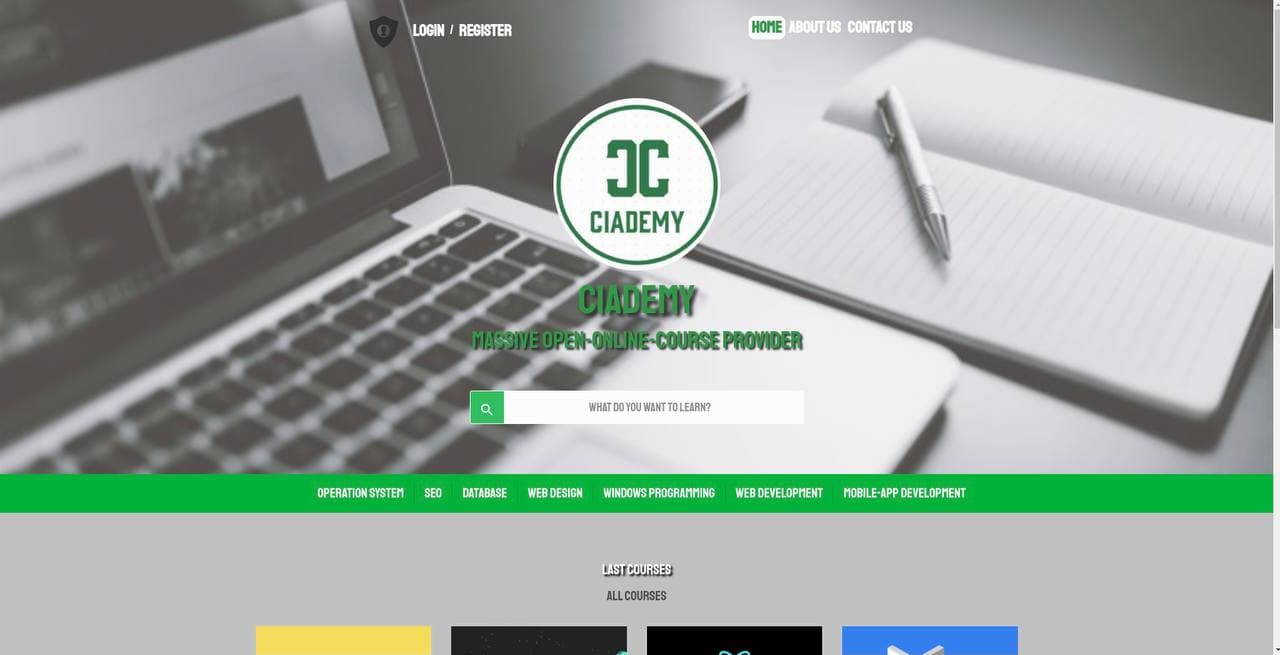 LOGIN / REGISTER
HOME ABOUT US CONTACT US
CIADEMY
CIADEMY
MASSIVE OPEN-ONLINE-COURSE PROVIDER
WHAT DO YOU WANT TO LEARN?
OPERATION SYSTEM SEO DATABASE WEB DESIGN WINDOWS PROGRAMMING WEB DEVELOPMENT MOBILE-APP DEVELOPMENT
LAST COURSES
ALL COURSES